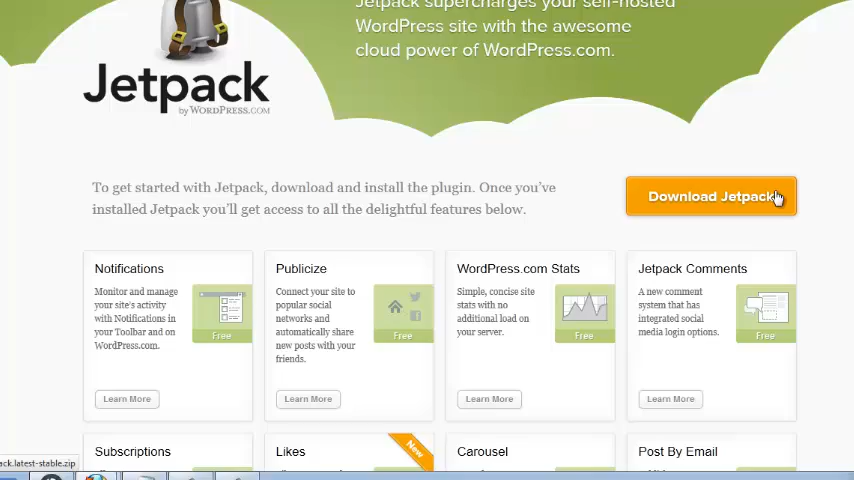 Jetpack supercharges your self-hosted
WordPress site with the awesome
cloud power of WordPress.com.
Jetpack
by WORDPRESS.COM
To get started with Jetpack, download and install the plugin. Once you've
installed Jetpack you'll get access to all the delightful features below.
Download Jetpack
Notifications
Monitor and manage
your site's activity
with Notifications in
your Toolbar and on
WordPress.com.
Free
Learn More
Publicize
Connect your site to
popular social
networks and
automatically share
new posts with your
friends.
Free
Learn More
WordPress.com Stats
Simple, concise site
stats with no
additional load on
your server.
Free
Learn More
Jetpack Comments
A new comment
system that has
integrated social
media login options.
Free
Learn More
Subscriptions
Likes
New
Carousel
Post By Email
ack.latest-stable.zip